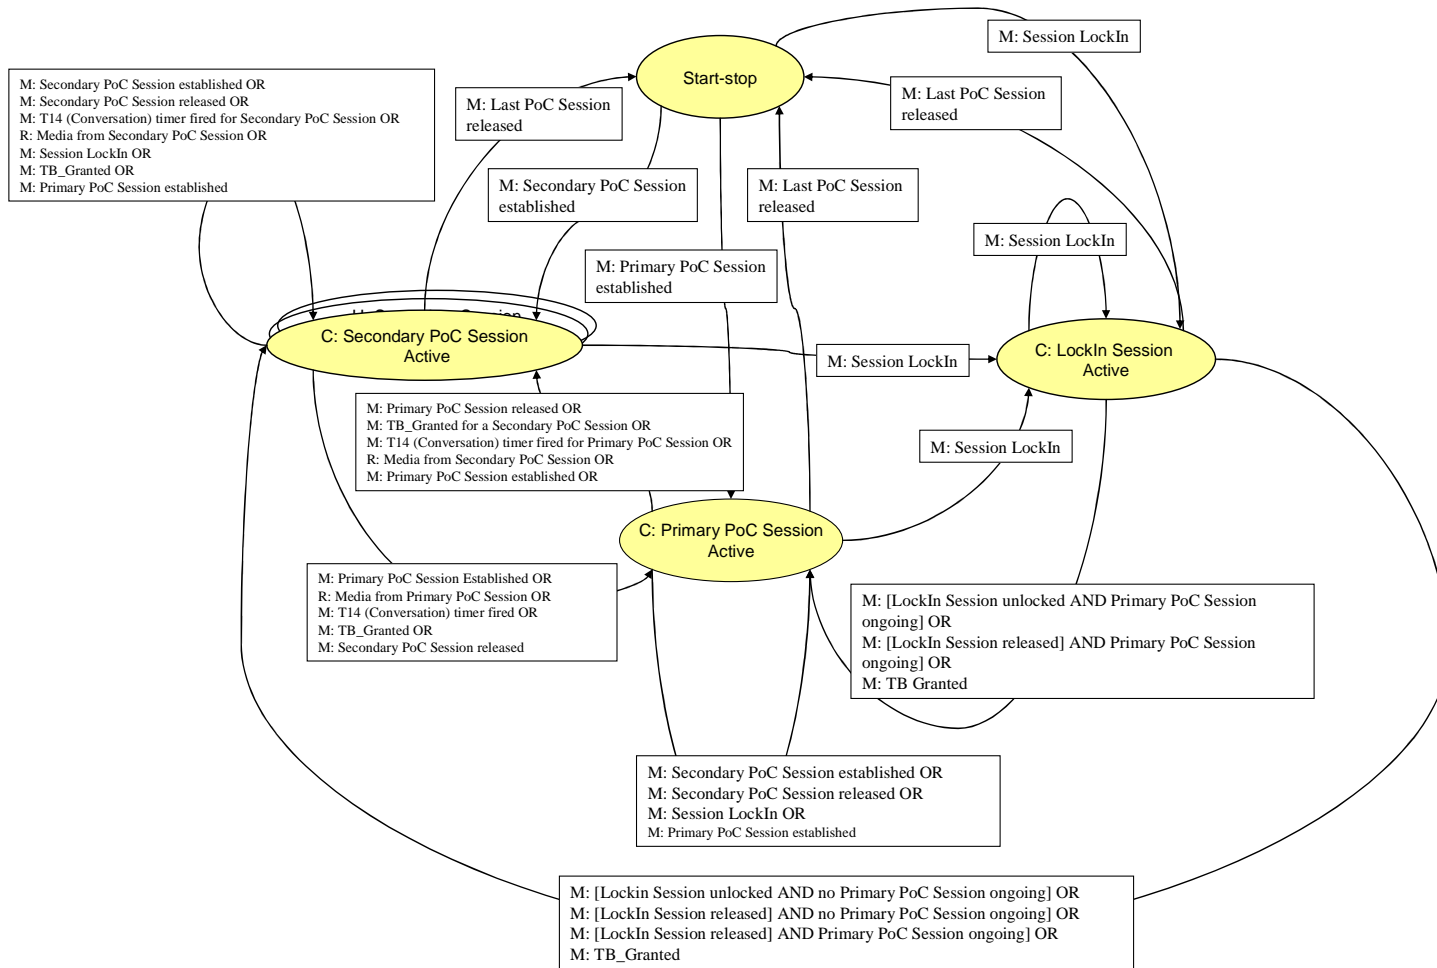 M: Session LockIn
Start-stop
M: Secondary PoC Session established OR
M: Secondary PoC Session released OR
M: T14 (Conversation) timer fired for Secondary PoC Session OR
R: Media from Secondary PoC Session OR
M: Session LockIn OR
M: TB_Granted OR
M: Primary PoC Session established
M: Last PoC Session
released
M: Last PoC Session
released
M: Secondary PoC Session
established
M: Last PoC Session
released
M: Session LockIn
M: Primary PoC Session
established
C: Secondary PoC Session
Active
M: Session LockIn
C: LockIn Session
Active
M: Primary PoC Session released OR
M: TB_Granted for a Secondary PoC Session OR
M: T14 (Conversation) timer fired for Primary PoC Session OR
R: Media from Secondary PoC Session OR
M: Primary PoC Session established OR
M: Session LockIn
C: Primary PoC Session
Active
M: Primary PoC Session Established OR
R: Media from Primary PoC Session OR
M: T14 (Conversation) timer fired OR
M: TB_Granted OR
M: Secondary PoC Session released
M: [LockIn Session unlocked AND Primary PoC Session
ongoing] OR
M: [LockIn Session released] AND Primary PoC Session
ongoing] OR
M: TB Granted
M: Secondary PoC Session established OR
M: Secondary PoC Session released OR
M: Session LockIn OR
M: Primary PoC Session established
M: [Lockin Session unlocked AND no Primary PoC Session ongoing] OR
M: [LockIn Session released] AND no Primary PoC Session ongoing] OR
M: [LockIn Session released] AND Primary PoC Session ongoing] OR
M: TB_Granted